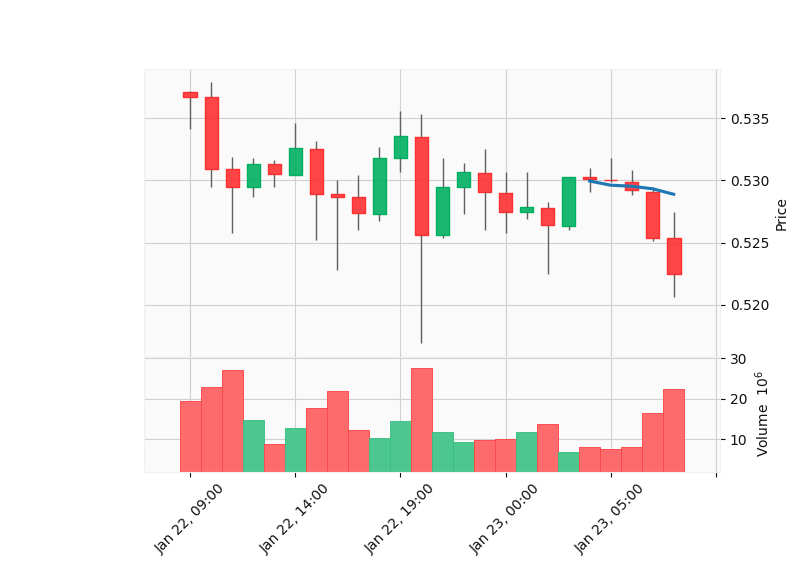 0.535
0.530
0.525
0.520
Price
30
20
10
Volume 10^6
Jan 22, 09:00
Jan 22, 14:00
Jan 22, 19:00
Jan 23, 00:00
Jan 23, 05:00